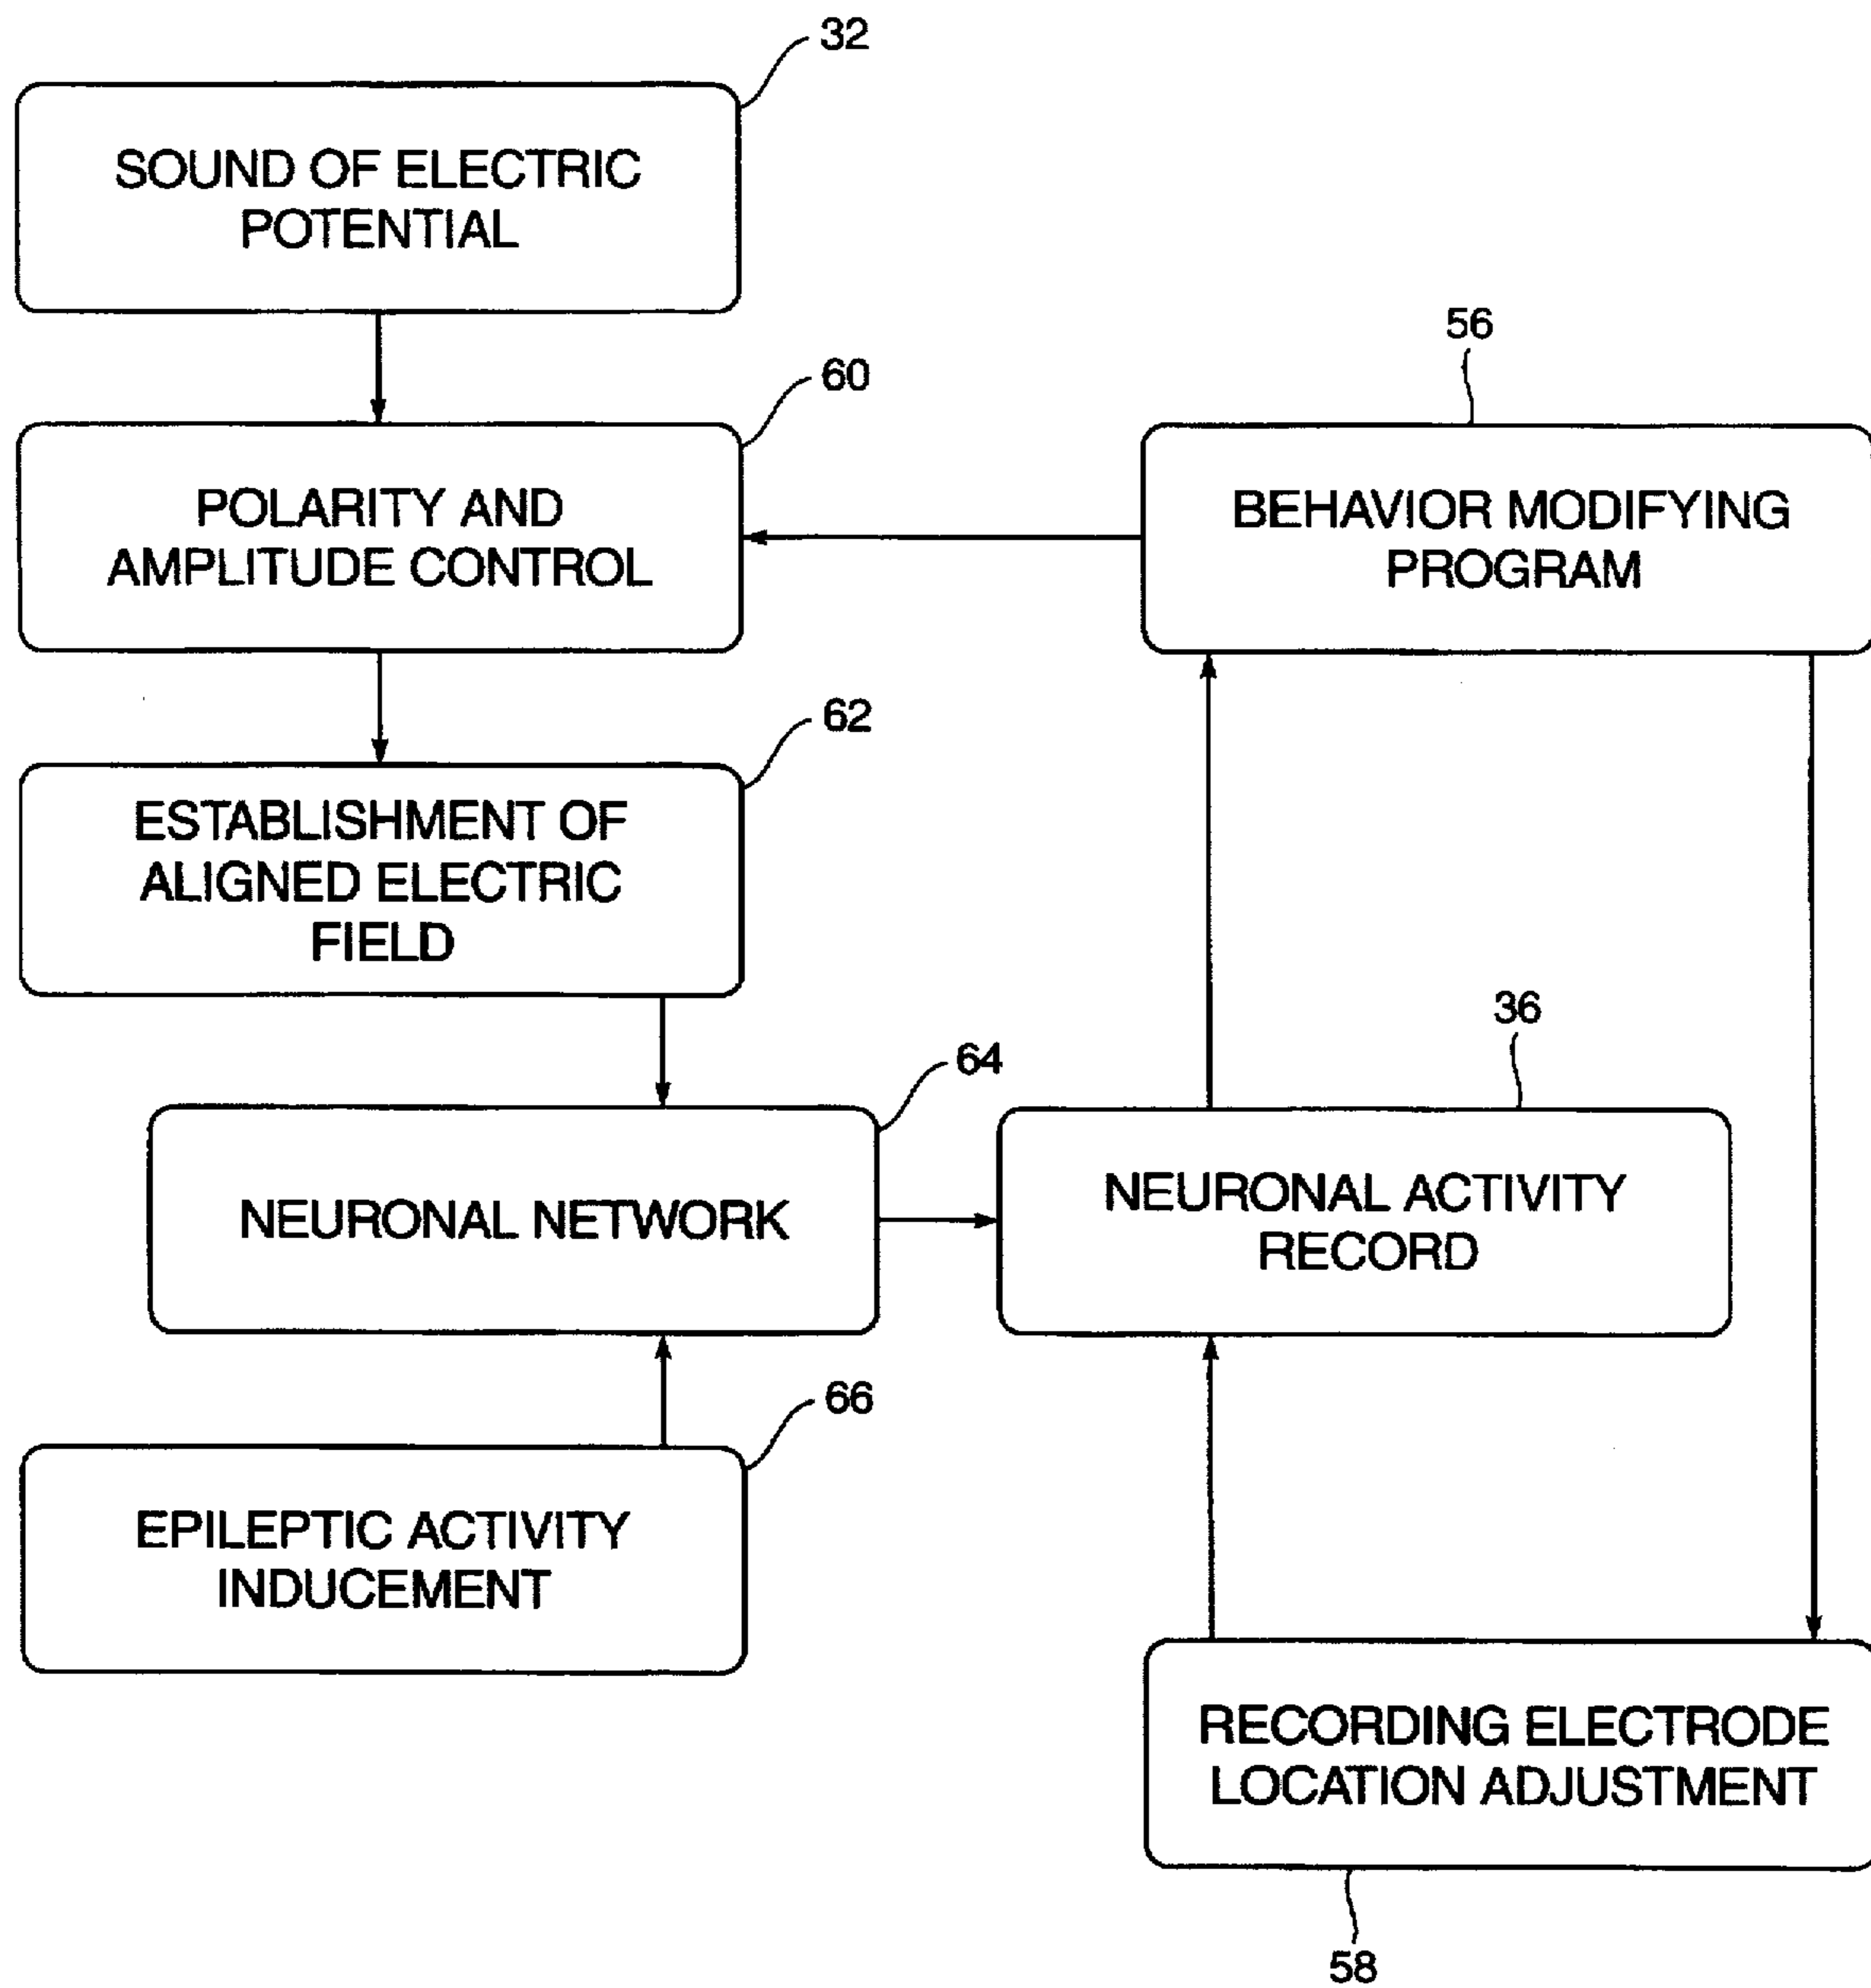 32
SOUND OF ELECTRIC
POTENTIAL
60
POLARITY AND
AMPLITUDE CONTROL
56
BEHAVIOR MODIFYING
PROGRAM
62
ESTABLISHMENT OF
ALIGNED ELECTRIC
FIELD
64
NEURONAL NETWORK
36
NEURONAL ACTIVITY
RECORD
66
EPILEPTIC ACTIVITY
INDUCEMENT
RECORDING ELECTRODE
LOCATION ADJUSTMENT
58